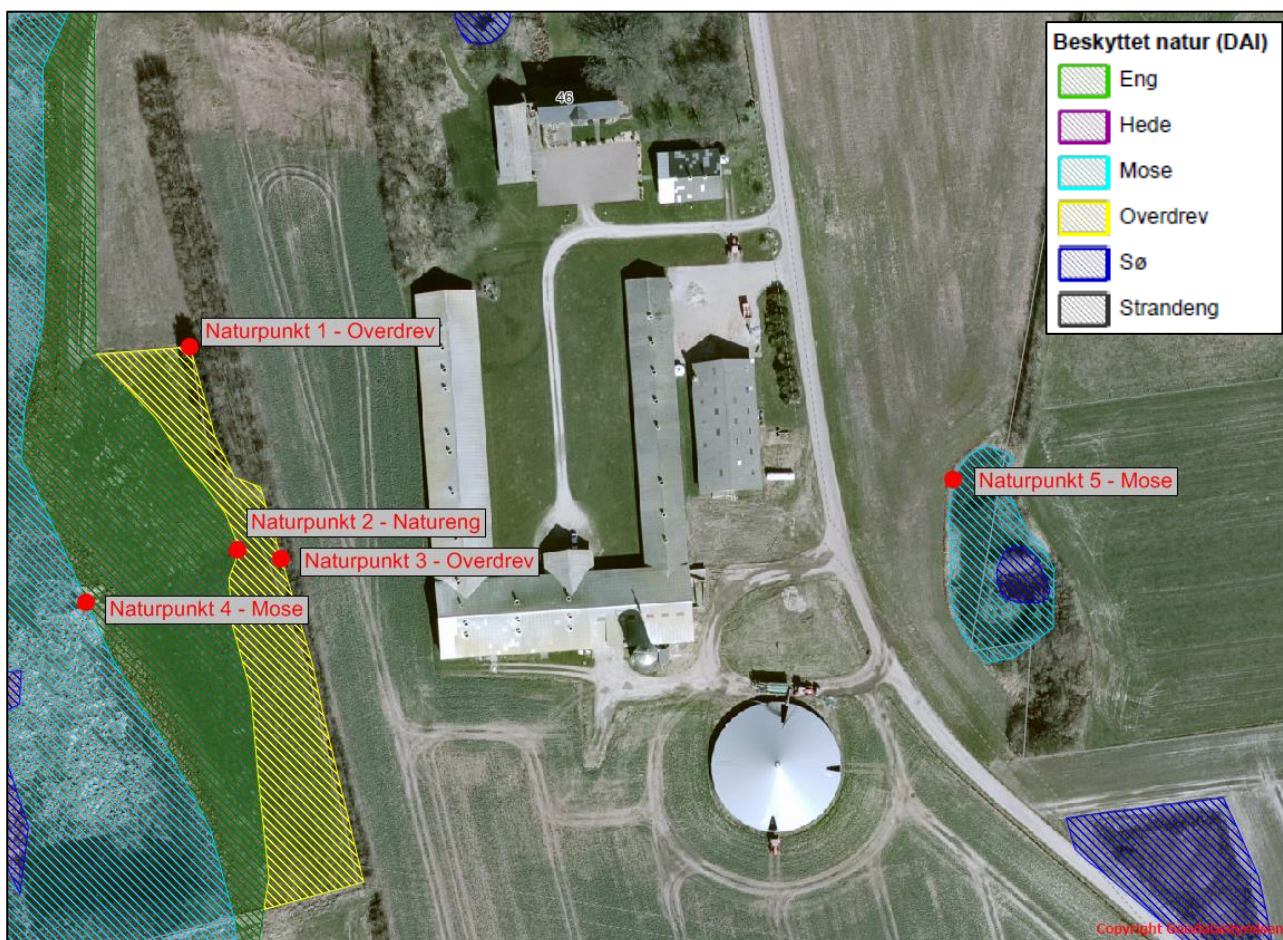 46
Beskyttet natur (DAI)
Eng
Hede
Mose
Overdrev
Sø
Strandeng
Naturpunkt 1 - Overdrev
Naturpunkt 5 - Mose
Naturpunkt 2 - Natureng
Naturpunkt 3 - Overdrev
Naturpunkt 4 - Mose
Copyright Geodatastyrelsen